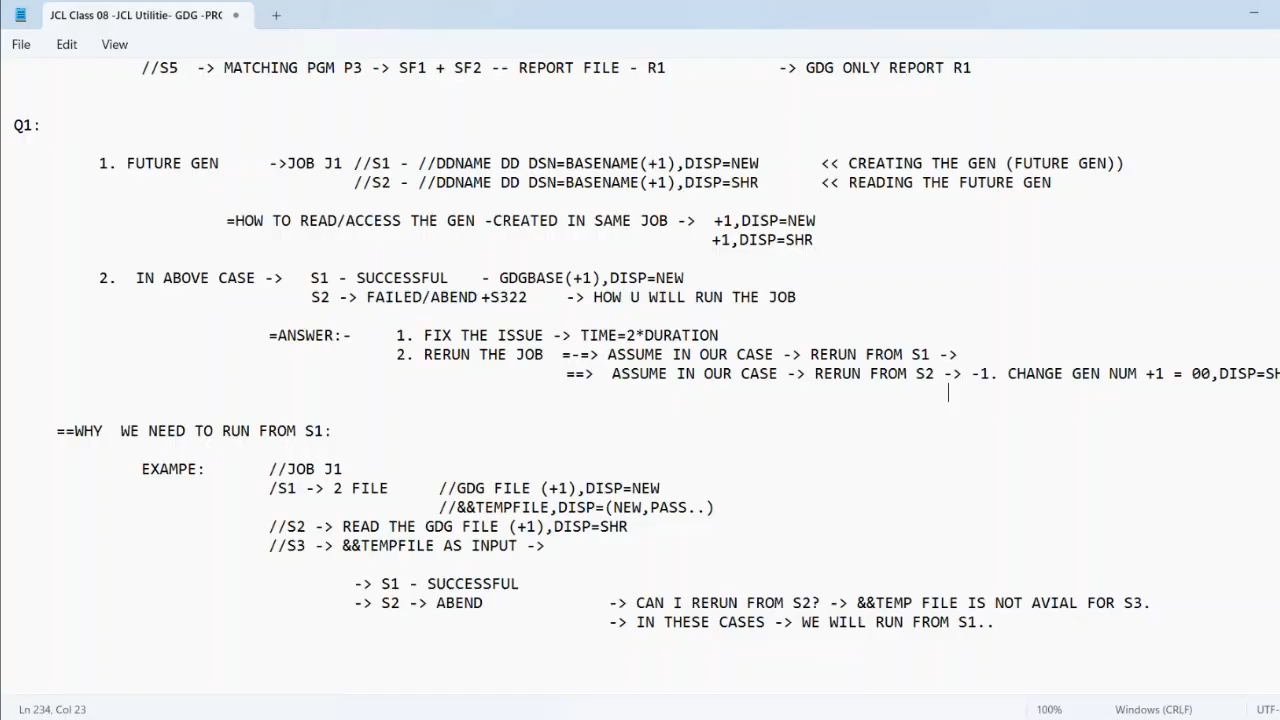 JCL Class 08 -JCL Utilitie- GDG -PRC
File Edit View
//S5 -> MATCHING PGM P3 -> SF1 + SF2 -- REPORT FILE - R1 -> GDG ONLY REPORT R1
Q1:
1. FUTURE GEN ->JOB J1 //S1 - //DDNAME DD DSN=BASENAME(+1),DISP=NEW << CREATING THE GEN (FUTURE GEN))
//S2 - //DDNAME DD DSN=BASENAME(+1),DISP=SHR << READING THE FUTURE GEN
=HOW TO READ/ACCESS THE GEN -CREATED IN SAME JOB -> +1,DISP=NEW
+1,DISP=SHR
2. IN ABOVE CASE -> S1 - SUCCESSFUL - GDGBASE(+1),DISP=NEW
S2 -> FAILED/ABEND +S322 -> HOW U WILL RUN THE JOB
=ANSWER:- 1. FIX THE ISSUE -> TIME=2*DURATION
2. RERUN THE JOB =-=> ASSUME IN OUR CASE -> RERUN FROM S1 ->
==> ASSUME IN OUR CASE -> RERUN FROM S2 -> -1. CHANGE GEN NUM +1 = 00,DISP=SH
==WHY WE NEED TO RUN FROM S1:
EXAMPE: //JOB J1
/S1 -> 2 FILE //GDG FILE (+1),DISP=NEW
//&&TEMPFILE,DISP=(NEW,PASS..)
//S2 -> READ THE GDG FILE (+1),DISP=SHR
//S3 -> &&TEMPFILE AS INPUT ->
-> S1 - SUCCESSFUL
-> S2 -> ABEND -> CAN I RERUN FROM S2? -> &&TEMP FILE IS NOT AVIAL FOR S3.
-> IN THESE CASES -> WE WILL RUN FROM S1..
Ln 234, Col 23 100% Windows (CRLF) UTF-